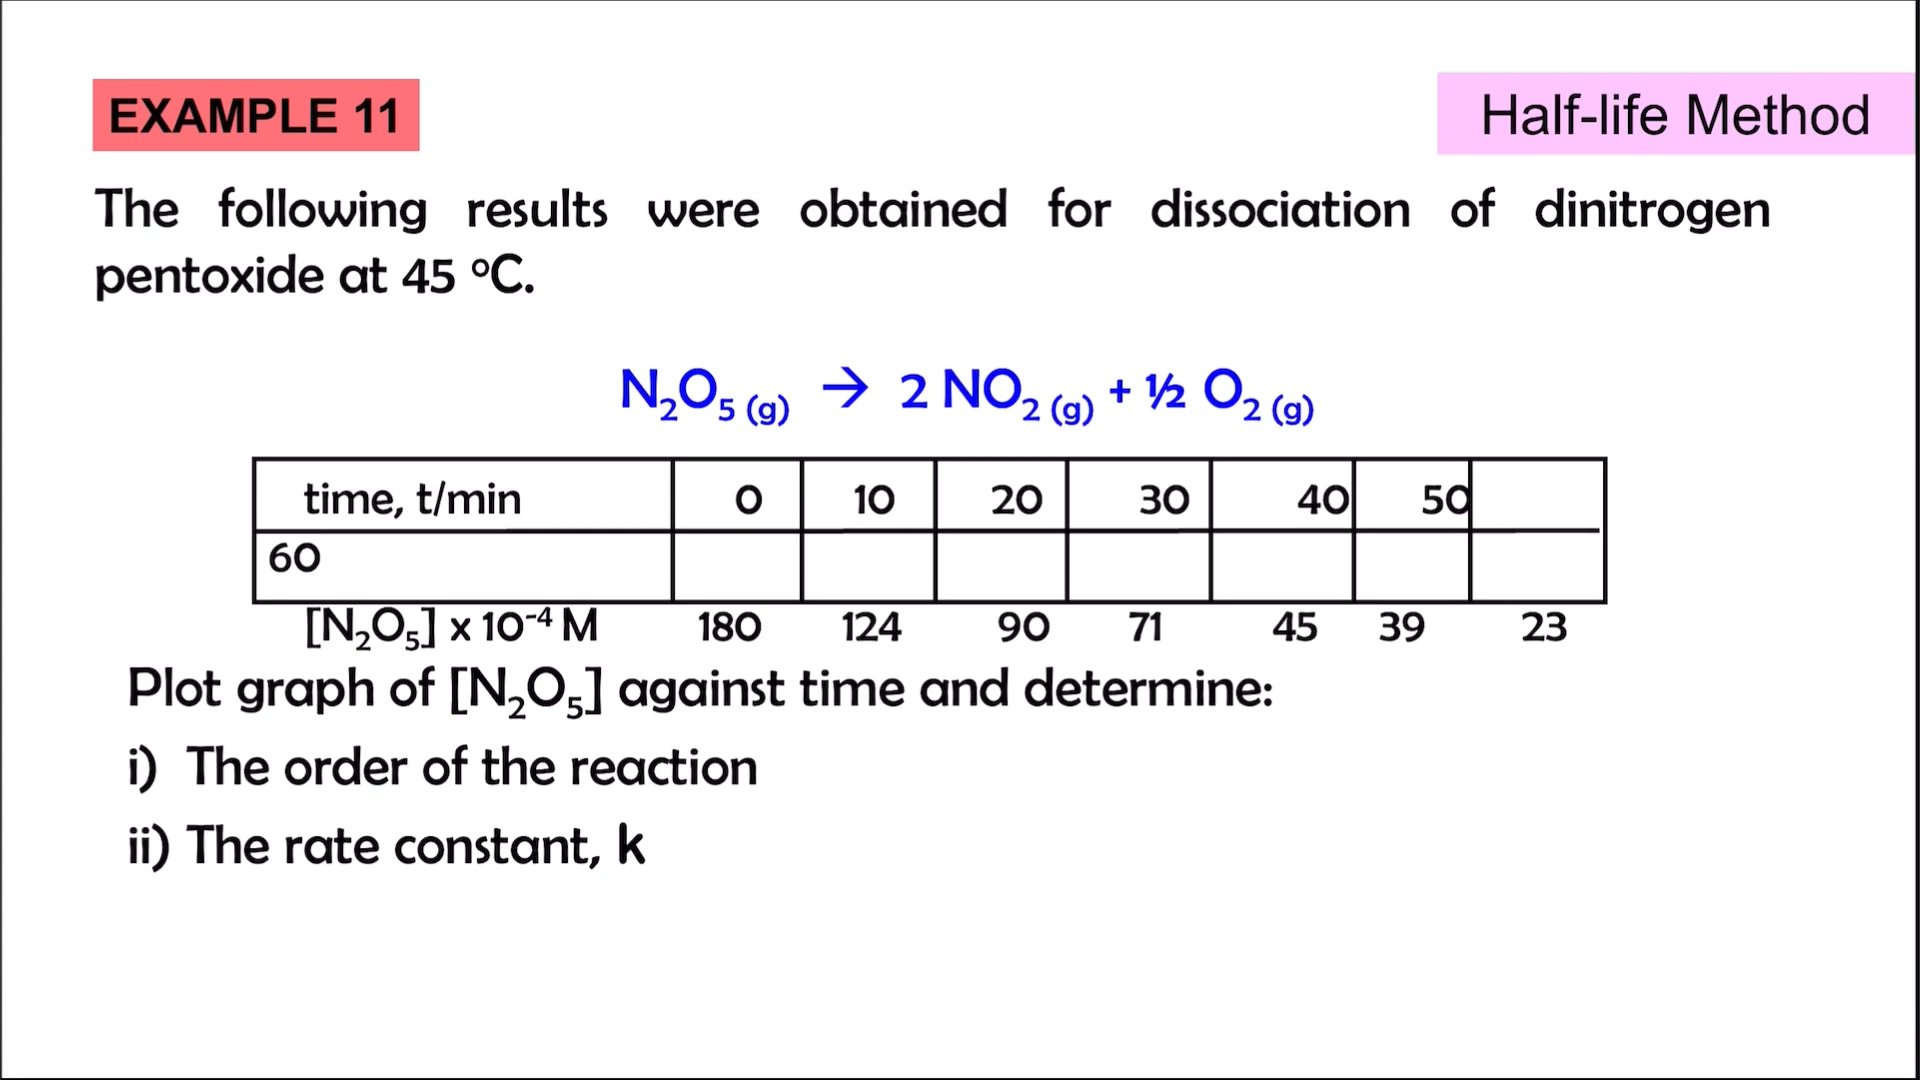 EXAMPLE 11
Half-life Method
The following results were obtained for dissociation of dinitrogen
pentoxide at 45 ⁰C.
N₂O₅ (g) → 2 NO₂ (g) + ½ O₂ (g)
time, t/min 0 10 20 30 40 50
60
[N₂O₅] x 10⁻⁴ M 180 124 90 71 45 39 23
Plot graph of [N₂O₅] against time and determine:
i) The order of the reaction
ii) The rate constant, k